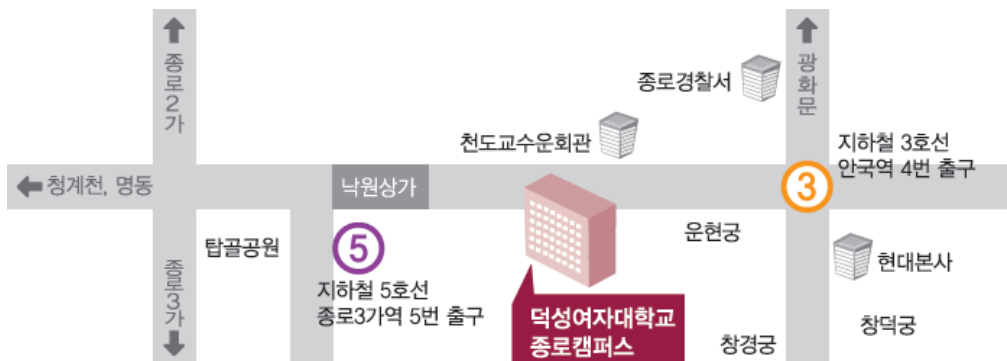 종로2가
광화문
종로경찰서
천도교수운회관
지하철 3호선
안국역 4번 출구
청계천, 명동
낙원상가
3
탑골공원
5
운현궁
현대본사
종로3가
지하철 5호선
종로3가역 5번 출구
덕성여자대학교
종로캠퍼스
창덕궁
창경궁